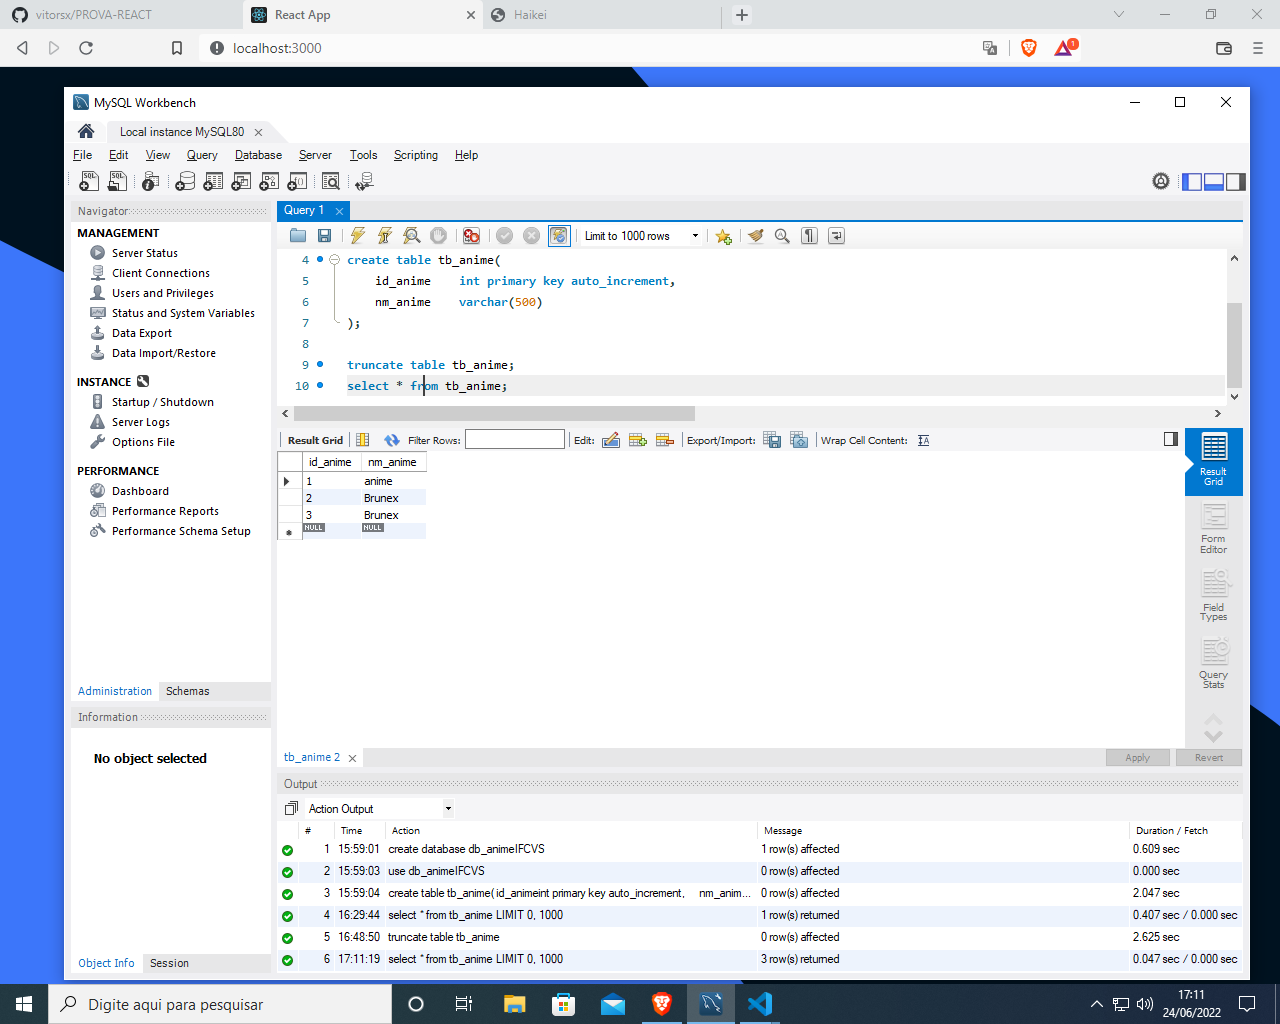 vitorsx/PROVA-REACT
React App
Haikei
localhost:3000
1
MySQL Workbench
Local instance MySQL80
File Edit View Query Database Server Tools Scripting Help
Navigator
MANAGEMENT
Server Status
Client Connections
Users and Privileges
Status and System Variables
Data Export
Data Import/Restore
INSTANCE
Startup / Shutdown
Server Logs
Options File
PERFORMANCE
Dashboard
Performance Reports
Performance Schema Setup
Administration Schemas
Information
No object selected
Object Info Session
Query 1
Limit to 1000 rows
4 create table tb_anime(
5 id_anime int primary key auto_increment,
6 nm_anime varchar(500)
7 );
8
9 truncate table tb_anime;
10 select * from tb_anime;
Result Grid Filter Rows: Edit: Export/Import: Wrap Cell Content:
id_anime nm_anime
1 anime
2 Brunex
3 Brunex
NULL NULL
Result
Grid
Form
Editor
Field
Types
Query
Stats
tb_anime 2
Apply Revert
Output
Action Output
# Time Action Message Duration / Fetch
1 15:59:01 create database db_animeIFCVS 1 row(s) affected 0.609 sec
2 15:59:03 use db_animeIFCVS 0 row(s) affected 0.000 sec
3 15:59:04 create table tb_anime( id_animeint primary key auto_increment, nm_anim... 0 row(s) affected 2.047 sec
4 16:29:44 select * from tb_anime LIMIT 0, 1000 1 row(s) returned 0.407 sec / 0.000 sec
5 16:48:50 truncate table tb_anime 0 row(s) affected 2.625 sec
6 17:11:19 select * from tb_anime LIMIT 0, 1000 3 row(s) returned 0.047 sec / 0.000 sec
Digite aqui para pesquisar
17:11
24/06/2022